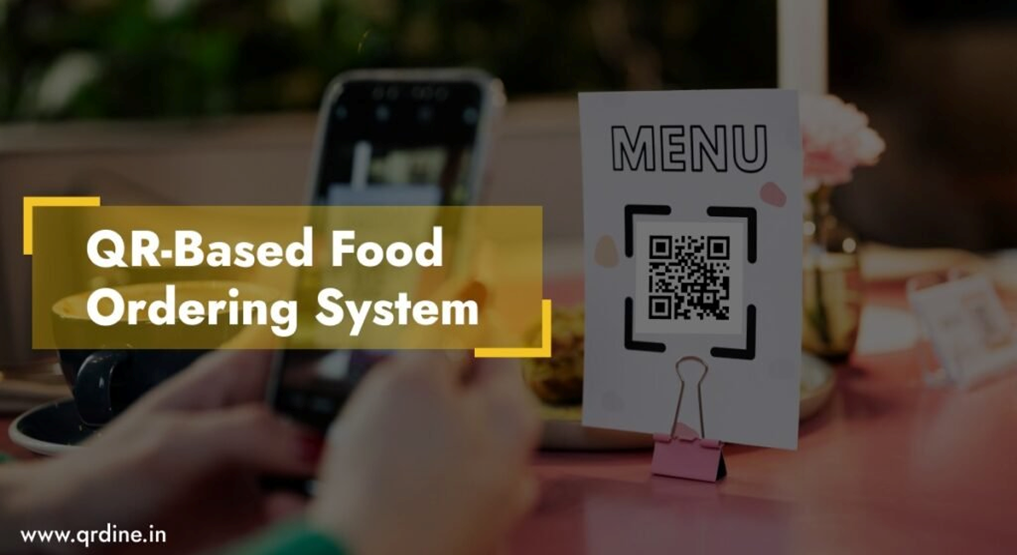 MENU
QR-Based Food
Ordering System
www.qrdine.in